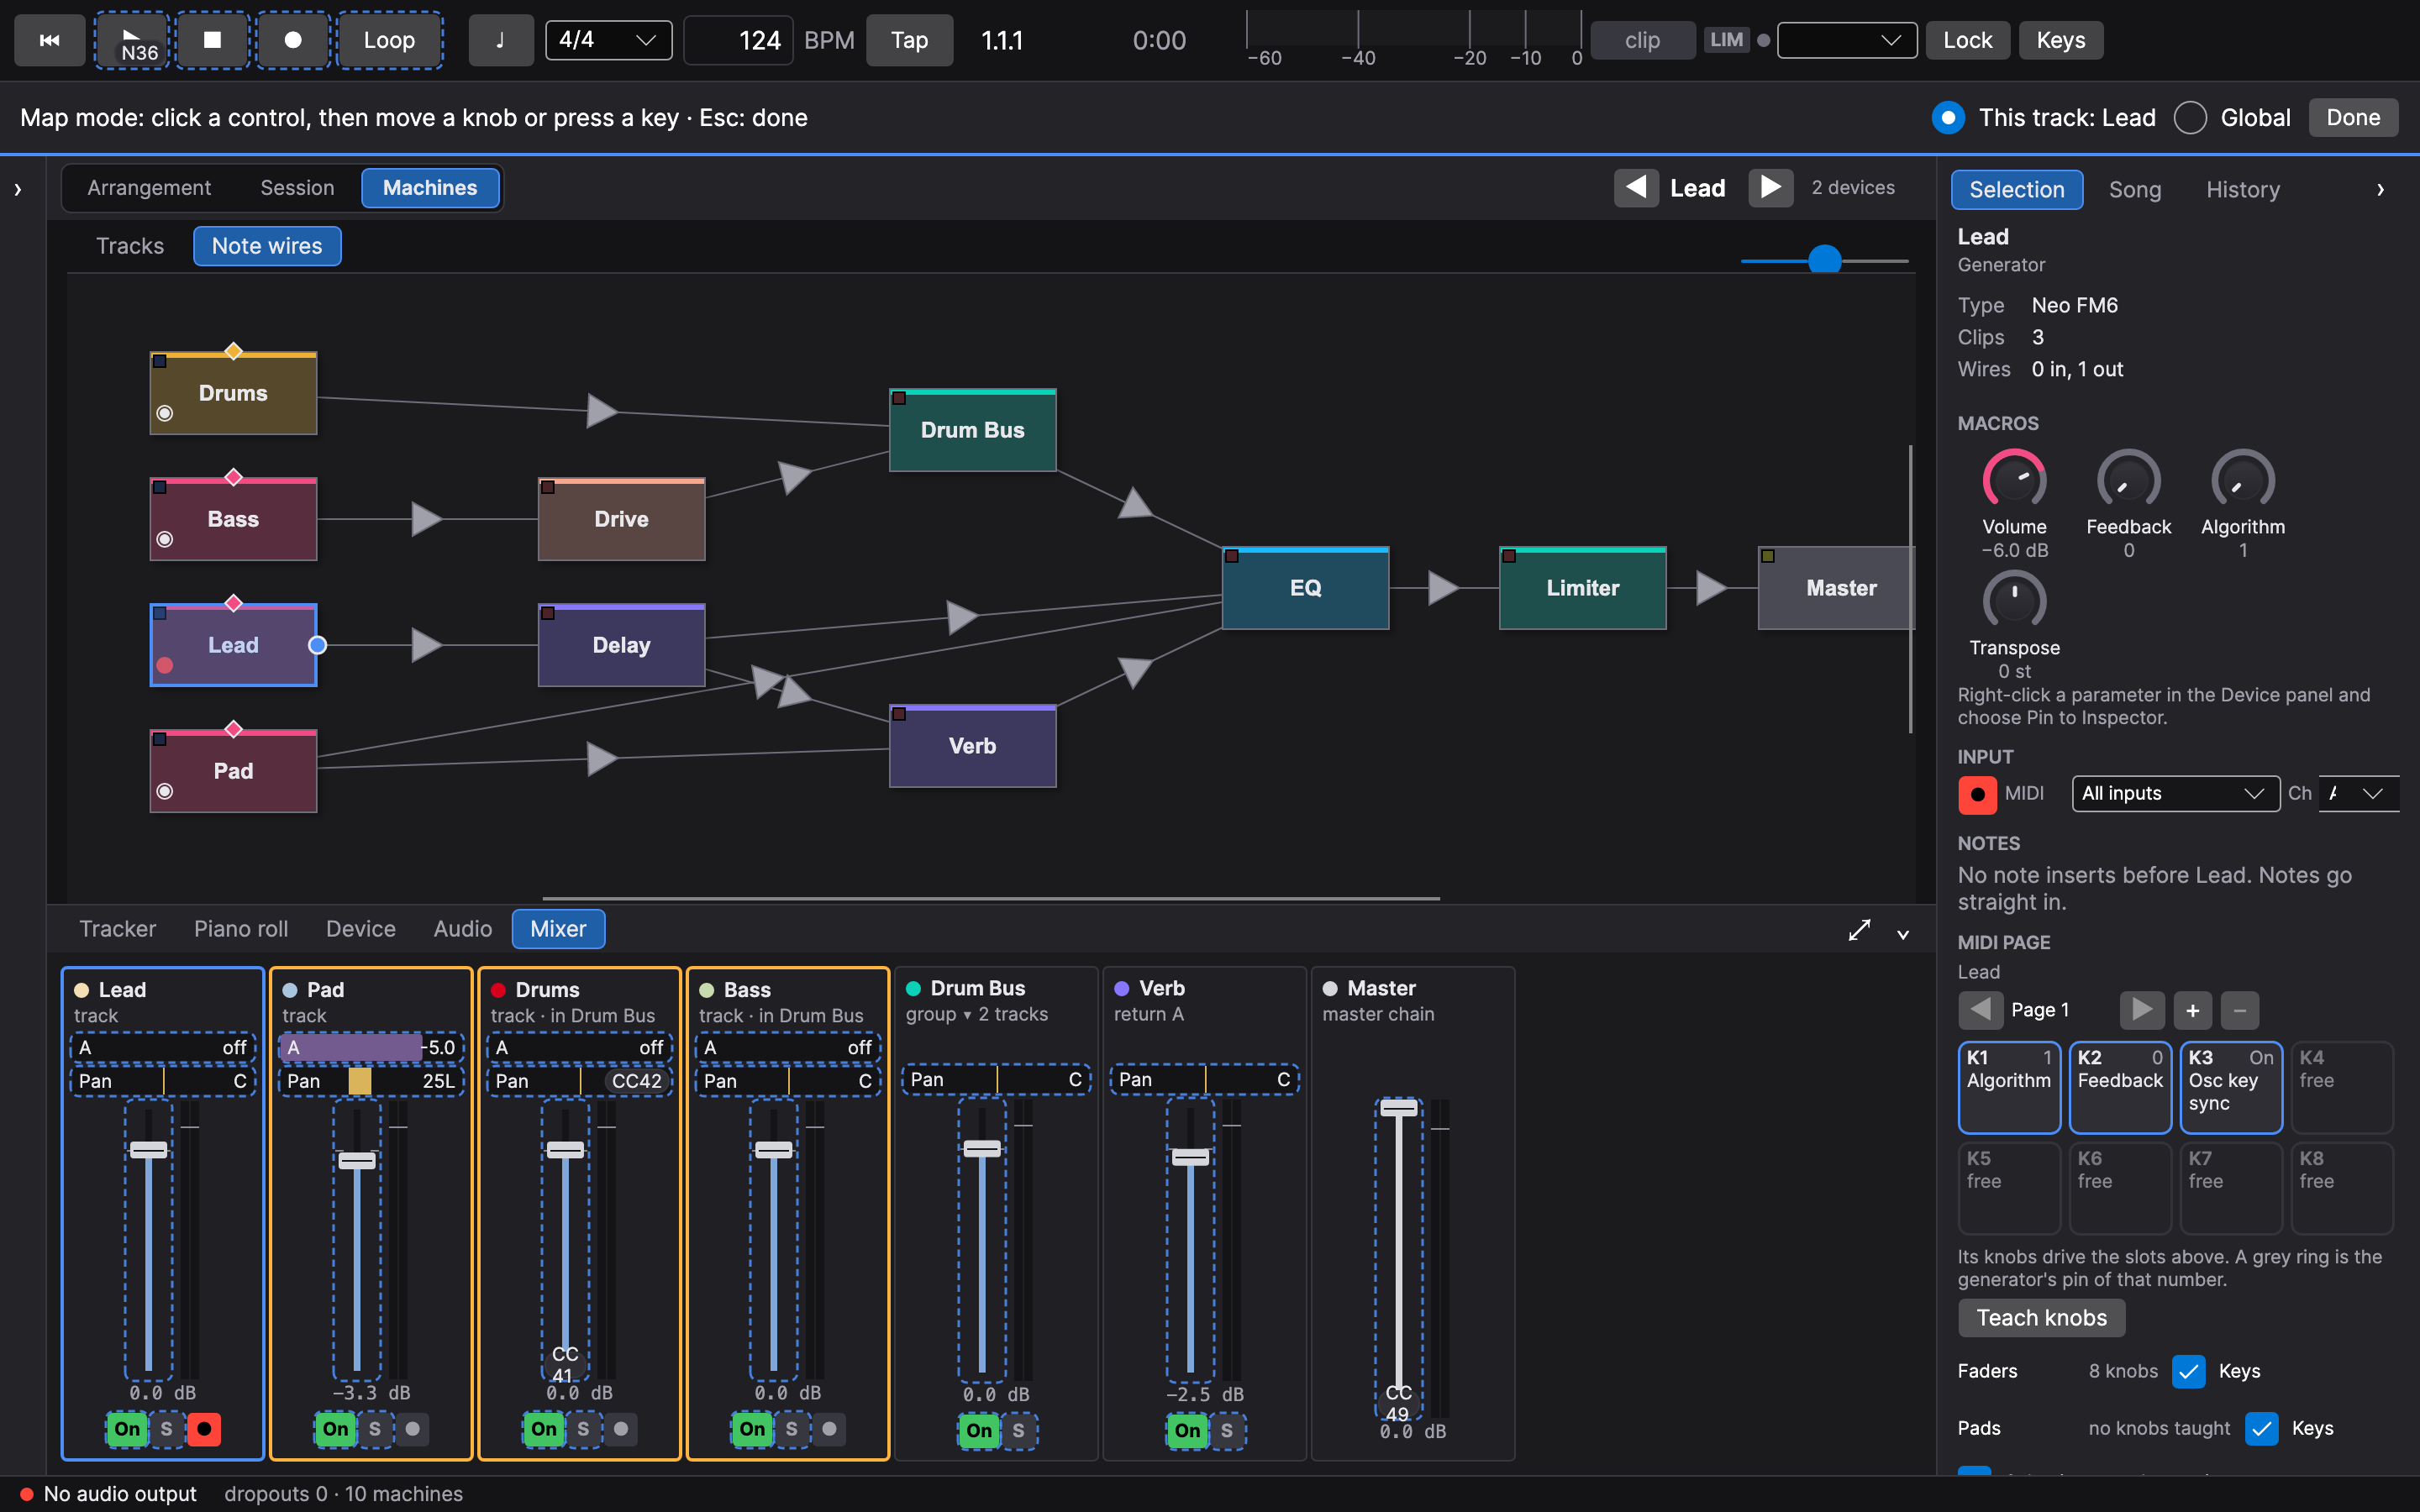 N36
Loop
4/4
124 BPM
Tap
1.1.1
0:00
−60 −40 −20 −10 0
clip
LIM
Lock
Keys
Map mode: click a control, then move a knob or press a key · Esc: done
This track: Lead
Global
Done
Arrangement Session Machines
Lead
2 devices
Tracks Note wires
Drums
Bass
Lead
Pad
Drive
Delay
Drum Bus
Verb
EQ
Limiter
Master
Selection Song History
Lead
Generator
Type Neo FM6
Clips 3
Wires 0 in, 1 out
MACROS
Volume Feedback Algorithm
−6.0 dB 0 1
Transpose
0 st
Right-click a parameter in the Device panel and
choose Pin to Inspector.
INPUT
MIDI All inputs Ch
NOTES
No note inserts before Lead. Notes go
straight in.
MIDI PAGE
Lead
Page 1 + −
K1 1 K2 0 K3 On K4
Algorithm Feedback Osc key sync free
K5 K6 K7 K8
free free free free
Its knobs drive the slots above. A grey ring is the
generator's pin of that number.
Teach knobs
Faders 8 knobs Keys
Pads no knobs taught Keys
Tracker Piano roll Device Audio Mixer
Lead
track
A off
Pan C
0.0 dB
On S
Pad
track
A -5.0
Pan 25L
−3.3 dB
On S
Drums
track · in Drum Bus
A off
Pan CC42
CC 41
0.0 dB
On S
Bass
track · in Drum Bus
A off
Pan C
0.0 dB
On S
Drum Bus
group ▾ 2 tracks
Pan C
0.0 dB
On S
Verb
return A
Pan C
−2.5 dB
On S
Master
master chain
CC 49
0.0 dB
No audio output dropouts 0 · 10 machines